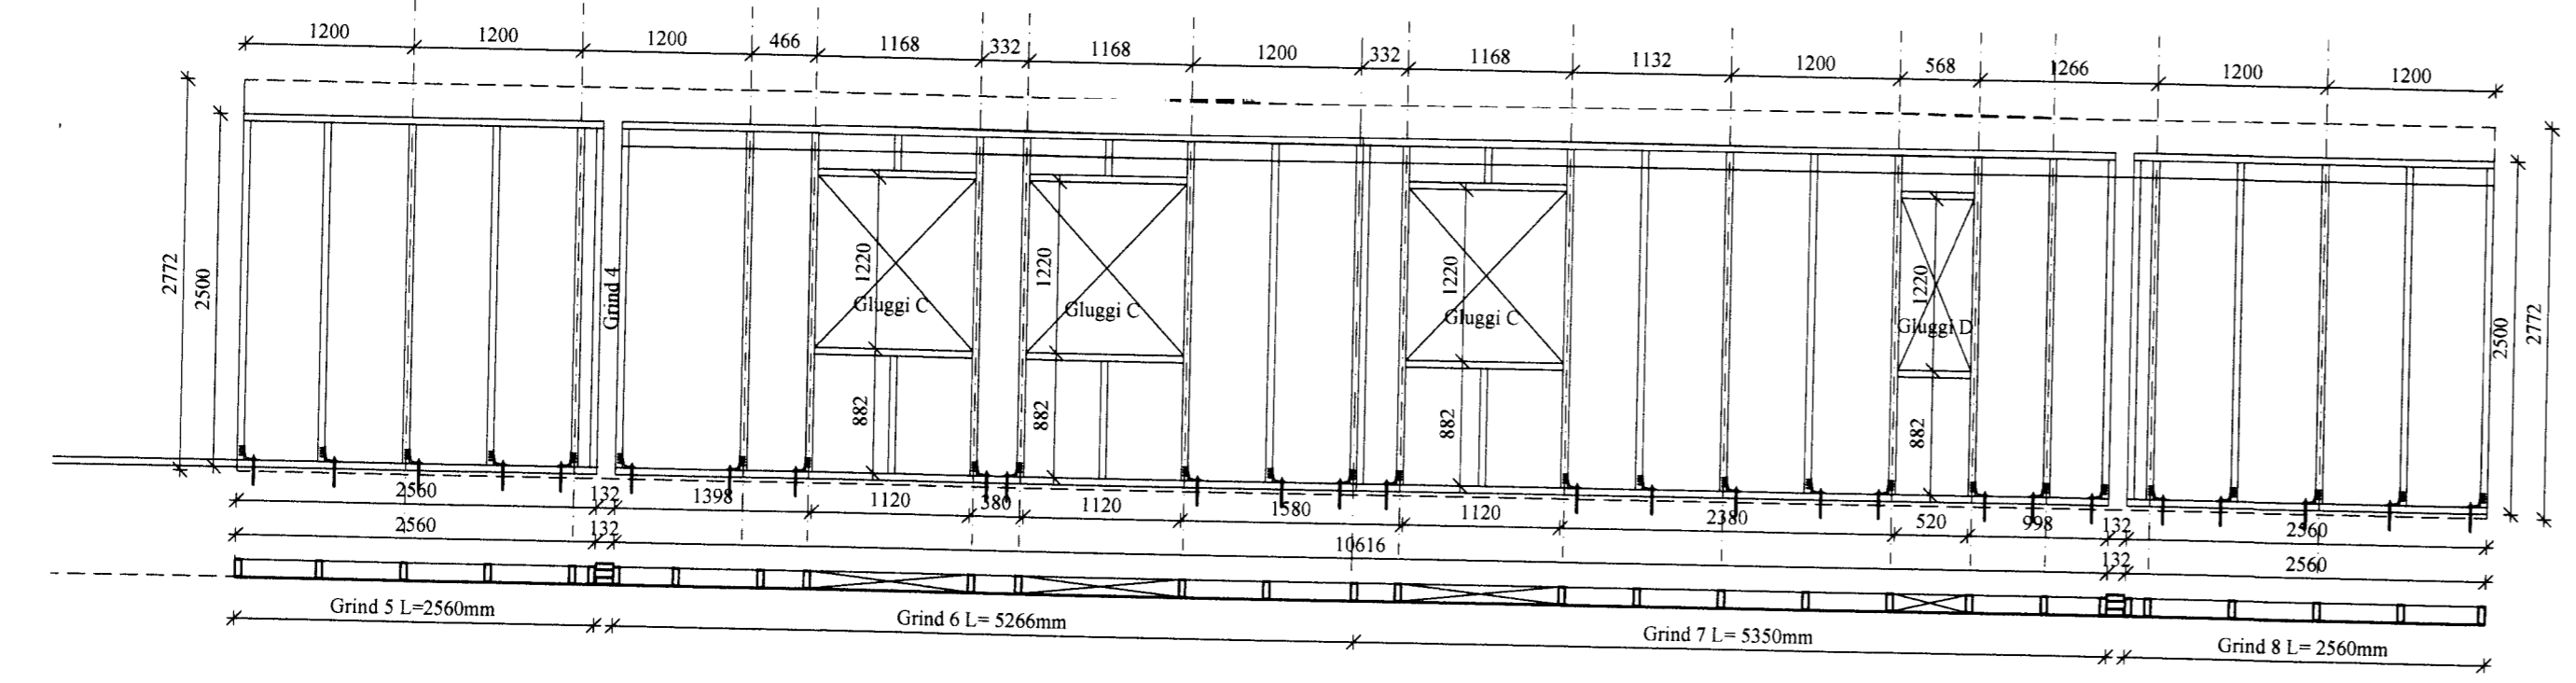 1200 1200 1200 466 1168 332 1168 1200 332 1168 1132 1200 568 1266 1200 1200
2772 2500 Grind 4 1220 1220 1220 1220 2500 2772
Gluggi C Gluggi C Gluggi C Gluggi D
882 882 882 882
2560 132 1398 1120 380 1120 1580 1120 2380 520 998 132 2560
2560 132 10616 132 2560
Grind 5 L=2560mm Grind 6 L= 5266mm Grind 7 L= 5350mm Grind 8 L= 2560mm